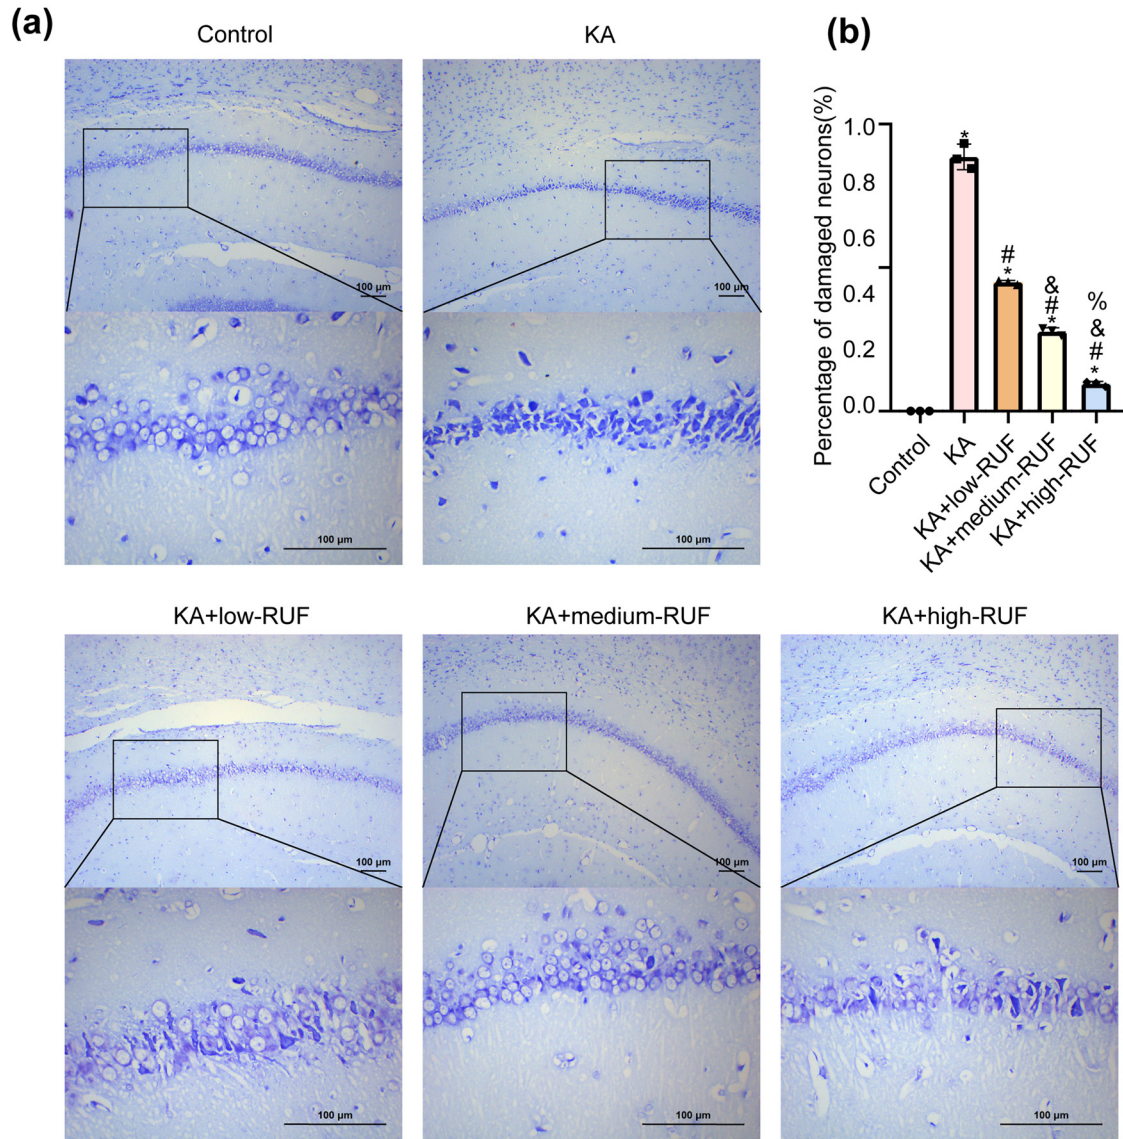 (a)
Control
KA
100 µm
100 µm
100 µm
100 µm
KA+low-RUF
KA+medium-RUF
KA+high-RUF
100 µm
100 µm
100 µm
100 µm
100 µm
100 µm
(b)
Percentage of damaged neurons(%)
1.0
0.8
0.6
0.4
0.2
0.0
*
#
*
&
#
*
%
&
#
*
Control
KA
KA+low-RUF
KA+medium-RUF
KA+high-RUF